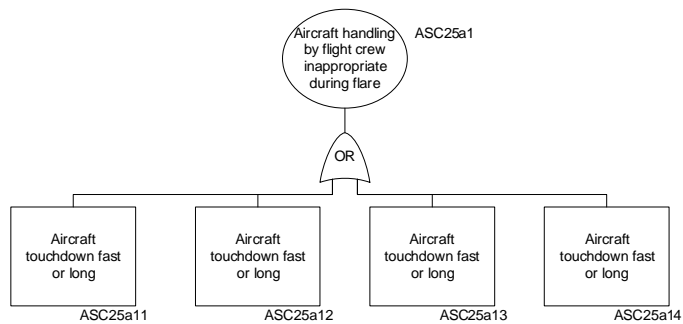 Aircraft handling
by flight crew
inappropriate
during flare
ASC25a1
OR
Aircraft
touchdown fast
or long
ASC25a11
Aircraft
touchdown fast
or long
ASC25a12
Aircraft
touchdown fast
or long
ASC25a13
Aircraft
touchdown fast
or long
ASC25a14